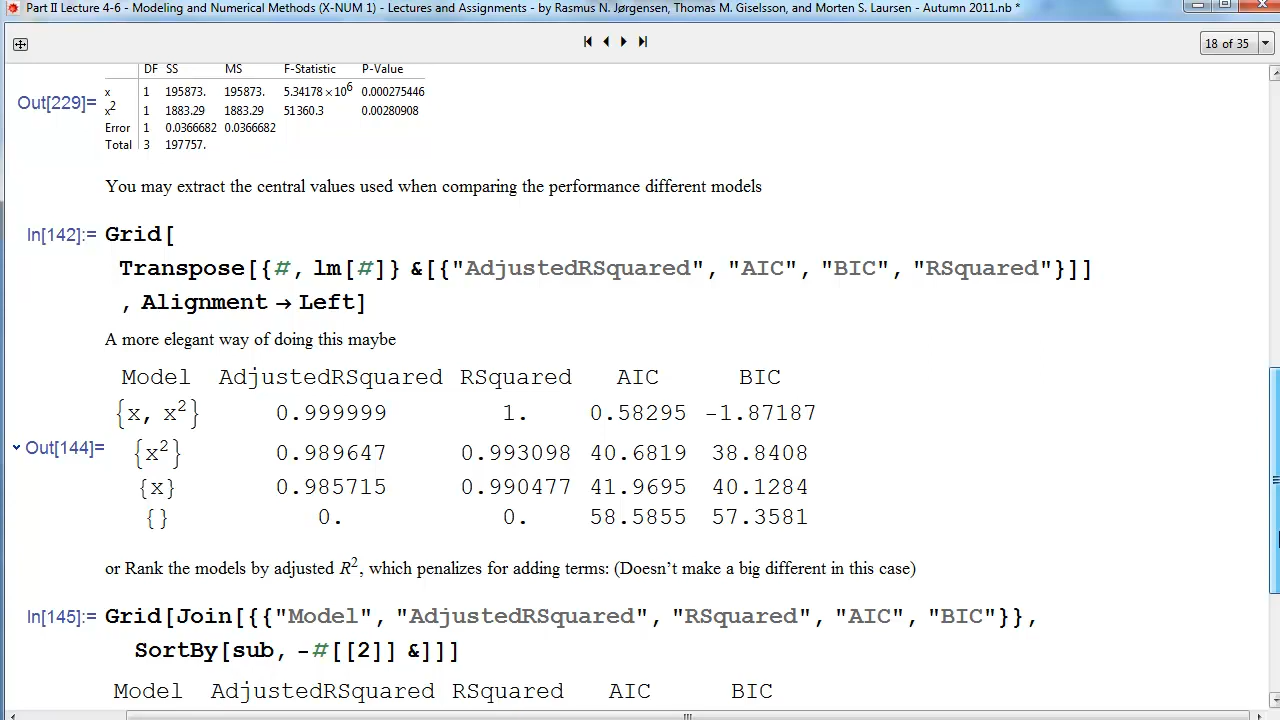 Part II Lecture 4-6 - Modeling and Numerical Methods (X-NUM 1) - Lectures and Assignments - by Rasmus N. Jørgensen, Thomas M. Giselsson, and Morten S. Laursen - Autumn 2011.nb *
18 of 35
DF SS MS F-Statistic P-Value
x 1 195873. 195873. 5.34178 × 10^6 0.000275446
Out[229]=
x² 1 1883.29 1883.29 51360.3 0.00280908
Error 1 0.0366682 0.0366682
Total 3 197757.
You may extract the central values used when comparing the performance different models
In[142]:= Grid[
Transpose[{#, lm[#]} &[{"AdjustedRSquared", "AIC", "BIC", "RSquared"}]]
, Alignment → Left]
A more elegant way of doing this maybe
Model AdjustedRSquared RSquared AIC BIC
{x, x²} 0.999999 1. 0.58295 -1.87187
Out[144]= {x²} 0.989647 0.993098 40.6819 38.8408
{x} 0.985715 0.990477 41.9695 40.1284
{} 0. 0. 58.5855 57.3581
or Rank the models by adjusted R², which penalizes for adding terms: (Doesn't make a big different in this case)
In[145]:= Grid[Join[{{"Model", "AdjustedRSquared", "RSquared", "AIC", "BIC"}},
SortBy[sub, -#[[2]] &]]]
Model AdjustedRSquared RSquared AIC BIC